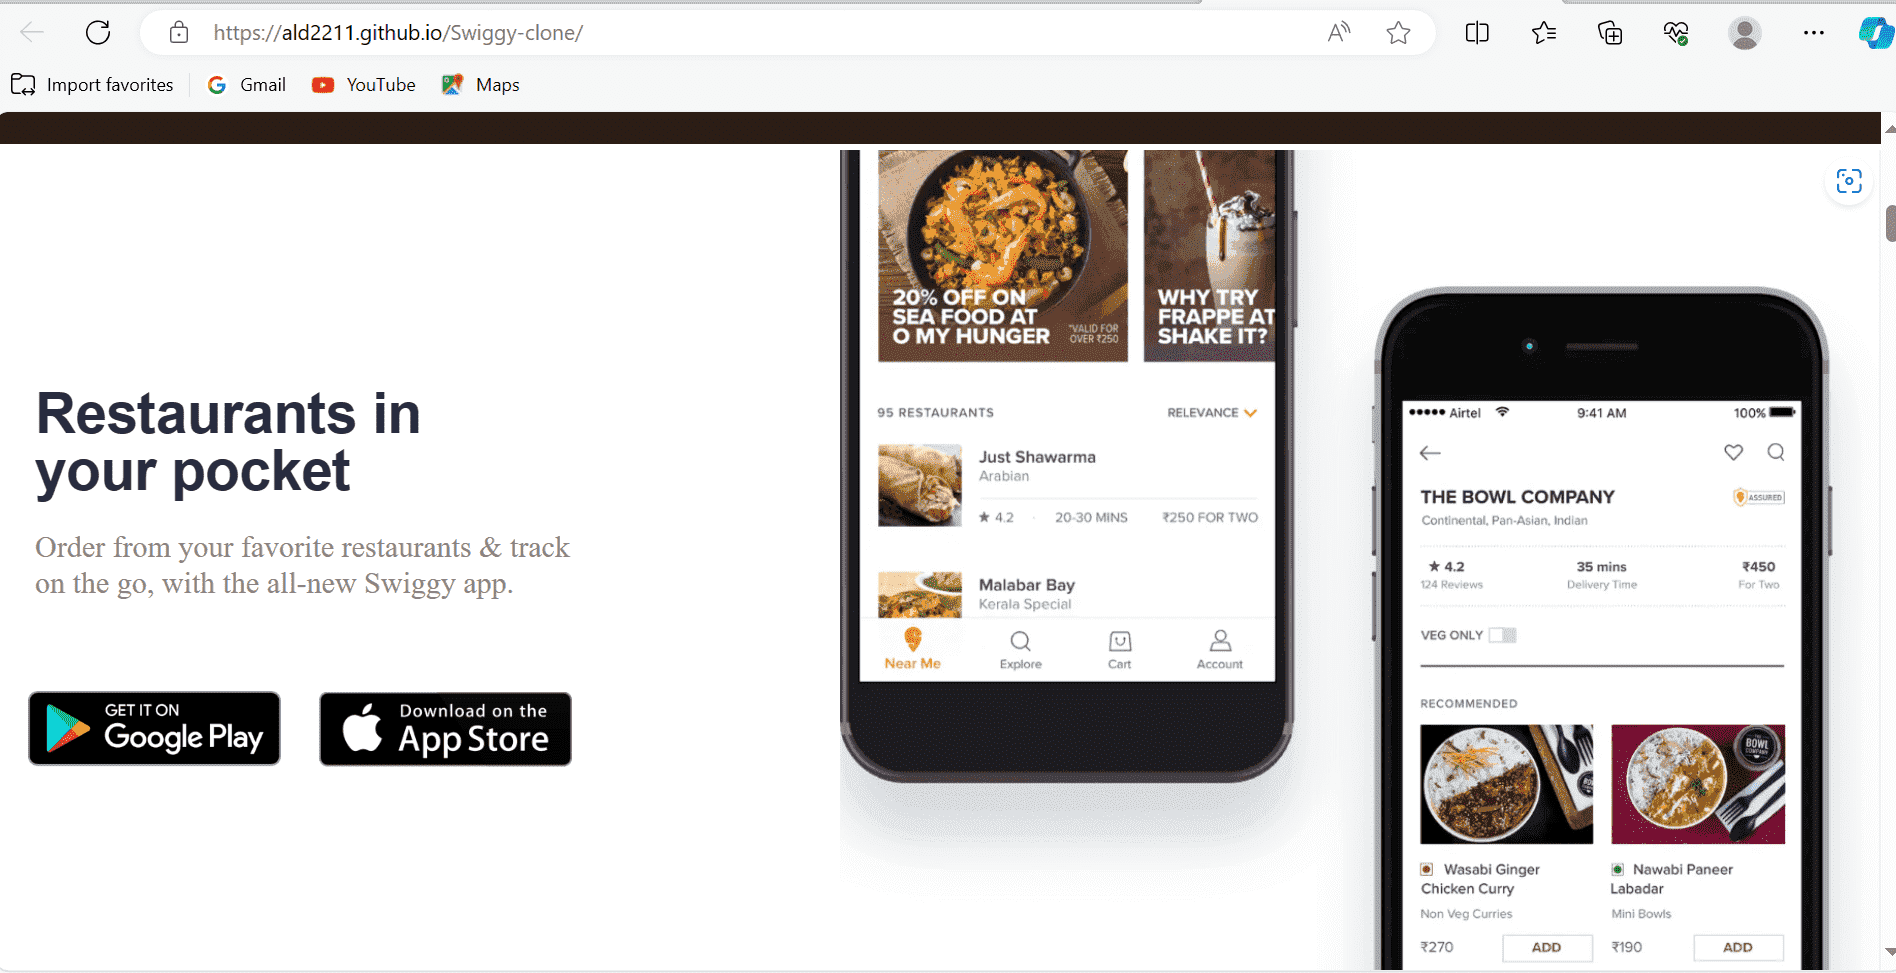 https://ald2211.github.io/Swiggy-clone/
Import favorites
Gmail
YouTube
Maps
Restaurants in
your pocket
Order from your favorite restaurants & track
on the go, with the all-new Swiggy app.
GET IT ON
Google Play
Download on the
App Store
20% OFF ON
SEA FOOD AT
O MY HUNGER
*VALID FOR
OVER ₹250
WHY TRY
FRAPPE AT
SHAKE IT?
95 RESTAURANTS
RELEVANCE
Just Shawarma
Arabian
★ 4.2 · 20-30 MINS ₹250 FOR TWO
Malabar Bay
Kerala Special
Near Me
Explore
Cart
Account
Airtel
9:41 AM
100%
THE BOWL COMPANY
ASSURED
Continental, Pan-Asian, Indian
★ 4.2
35 mins
₹450
124 Reviews
Delivery Time
For Two
VEG ONLY
RECOMMENDED
THE
BOWL
COMPANY
Wasabi Ginger
Chicken Curry
Non Veg Curries
₹270
ADD
Nawabi Paneer
Labadar
Mini Bowls
₹190
ADD